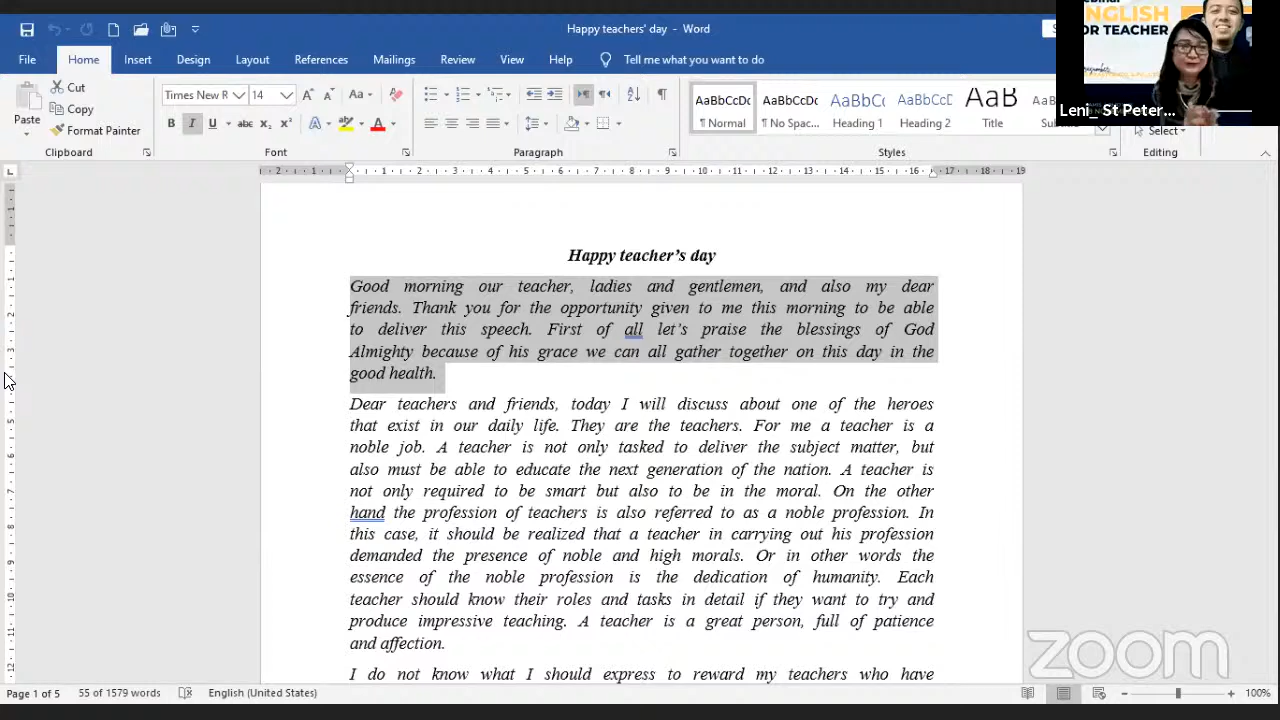 Happy teachers' day - Word
File Home Insert Design Layout References Mailings Review View Help Tell me what you want to do
NGLISH
OR TEACHER
Leni_ St Peter...
Paste
Cut
Copy
Format Painter
Clipboard
Times New R 14
Font
Paragraph
AaBbCcDc AaBbCcDc AaBbC AaBbCcD AaB
¶ Normal ¶ No Spac... Heading 1 Heading 2 Title
Styles
Select
Editing
Happy teacher's day
Good morning our teacher, ladies and gentlemen, and also my dear
friends. Thank you for the opportunity given to me this morning to be able
to deliver this speech. First of all let's praise the blessings of God
Almighty because of his grace we can all gather together on this day in the
good health.
Dear teachers and friends, today I will discuss about one of the heroes
that exist in our daily life. They are the teachers. For me a teacher is a
noble job. A teacher is not only tasked to deliver the subject matter, but
also must be able to educate the next generation of the nation. A teacher is
not only required to be smart but also to be in the moral. On the other
hand the profession of teachers is also referred to as a noble profession. In
this case, it should be realized that a teacher in carrying out his profession
demanded the presence of noble and high morals. Or in other words the
essence of the noble profession is the dedication of humanity. Each
teacher should know their roles and tasks in detail if they want to try and
produce impressive teaching. A teacher is a great person, full of patience
and affection.
I do not know what I should express to reward my teachers who have
zoom
Page 1 of 5 55 of 1579 words English (United States) 100%